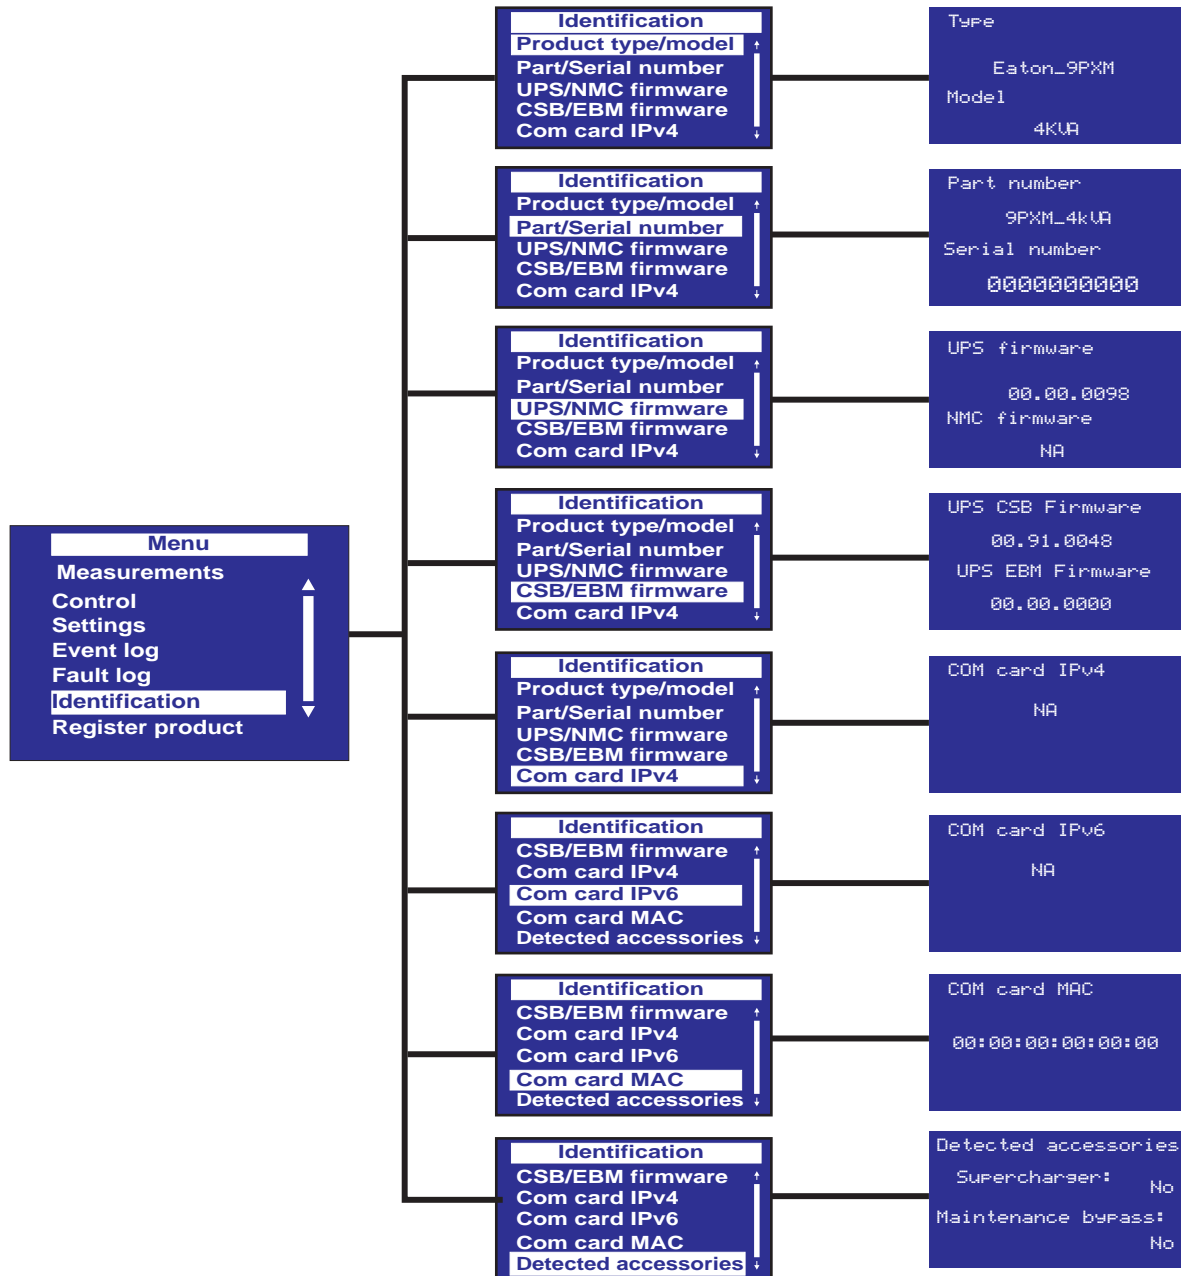 Menu
Measurements
Control
Settings
Event log
Fault log
Identification
Register product
Identification
Product type/model
Part/Serial number
UPS/NMC firmware
CSB/EBM firmware
Com card IPv4
Type
Eaton_9PXM
Model
4KVA
Identification
Product type/model
Part/Serial number
UPS/NMC firmware
CSB/EBM firmware
Com card IPv4
Part number
9PXM_4kVA
Serial number
0000000000
Identification
Product type/model
Part/Serial number
UPS/NMC firmware
CSB/EBM firmware
Com card IPv4
UPS firmware
00.00.0098
NMC firmware
NA
Identification
Product type/model
Part/Serial number
UPS/NMC firmware
CSB/EBM firmware
Com card IPv4
UPS CSB Firmware
00.91.0048
UPS EBM Firmware
00.00.0000
Identification
Product type/model
Part/Serial number
UPS/NMC firmware
CSB/EBM firmware
Com card IPv4
COM card IPv4
NA
Identification
CSB/EBM firmware
Com card IPv4
Com card IPv6
Com card MAC
Detected accessories
COM card IPv6
NA
Identification
CSB/EBM firmware
Com card IPv4
Com card IPv6
Com card MAC
Detected accessories
COM card MAC
00:00:00:00:00:00
Identification
CSB/EBM firmware
Com card IPv4
Com card IPv6
Com card MAC
Detected accessories
Detected accessories
Supercharger:
No
Maintenance bypass:
No